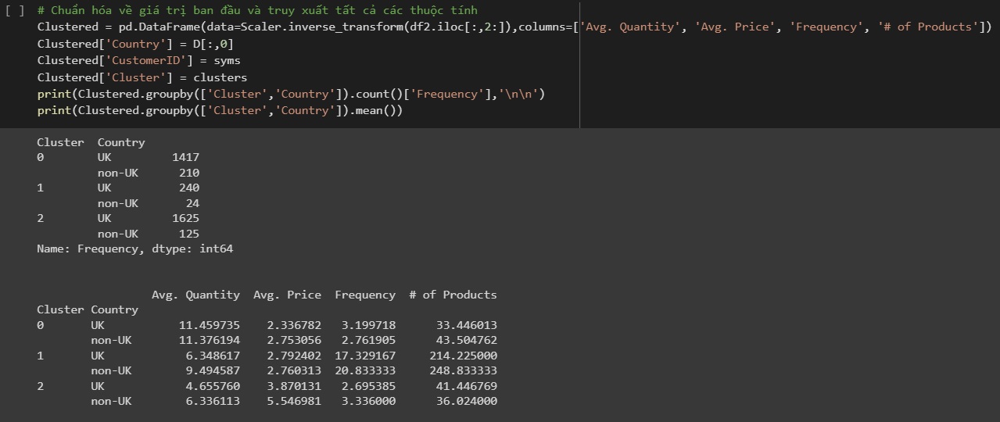 [ ] # Chuẩn hóa về giá trị ban đầu và truy xuất tất cả các thuộc tính
Clustered = pd.DataFrame(data=Scaler.inverse_transform(df2.iloc[:,2:]),columns=['Avg. Quantity', 'Avg. Price', 'Frequency', '# of Products'])
Clustered['Country'] = D[:,0]
Clustered['CustomerID'] = syms
Clustered['Cluster'] = clusters
print(Clustered.groupby(['Cluster','Country']).count()['Frequency'],'\n\n')
print(Clustered.groupby(['Cluster','Country']).mean())
Cluster  Country
0        UK         1417
         non-UK      210
1        UK          240
         non-UK       24
2        UK         1625
         non-UK      125
Name: Frequency, dtype: int64
                 Avg. Quantity  Avg. Price  Frequency  # of Products
Cluster Country
0       UK           11.459735    2.336782   3.199718      33.446013
        non-UK       11.376194    2.753056   2.761905      43.504762
1       UK            6.348617    2.792402  17.329167     214.225000
        non-UK        9.494587    2.760313  20.833333     248.833333
2       UK            4.655760    3.870131   2.695385      41.446769
        non-UK        6.336113    5.546981   3.336000      36.024000